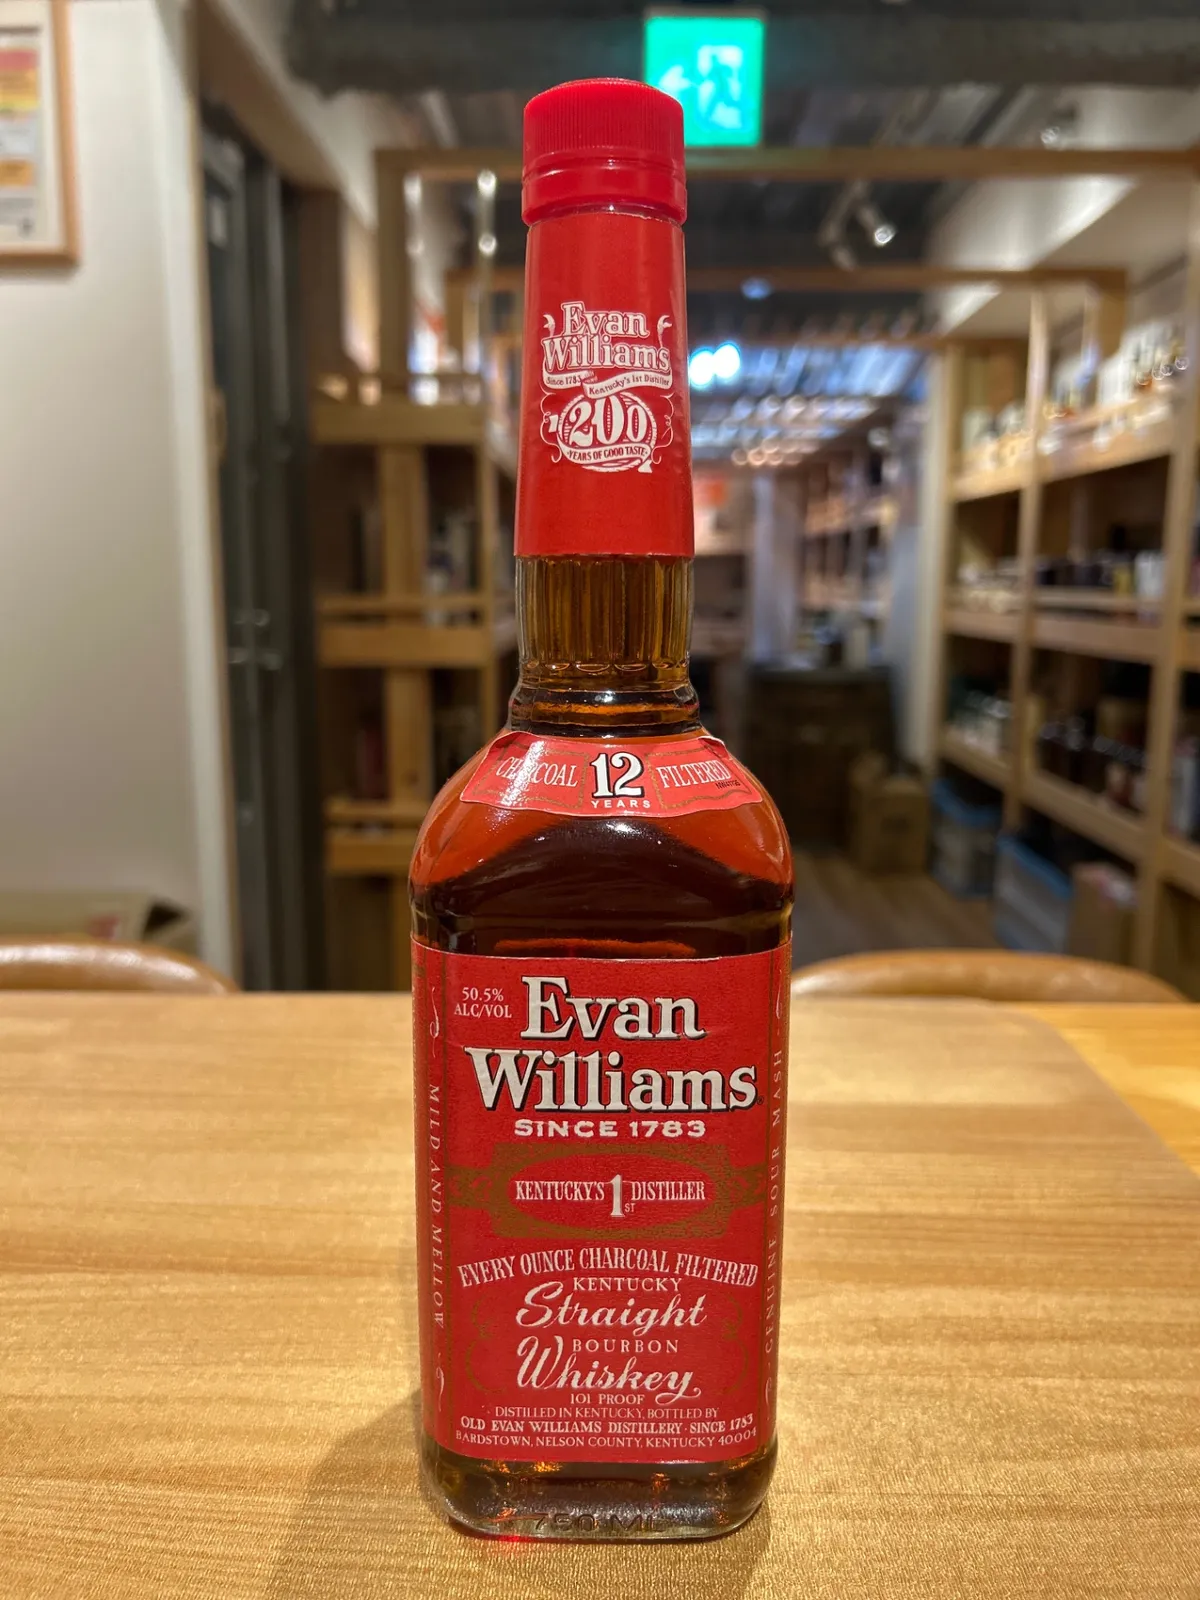 Evan
Williams
Since 1783
Kentucky's 1st Distiller
200
YEARS OF GOOD TASTE
CHARCOAL 12 FILTERED
YEARS
50.5%
ALC/VOL
Evan
Williams
SINCE 1783
KENTUCKY'S 1ST DISTILLER
EVERY OUNCE CHARCOAL FILTERED
KENTUCKY
Straight
BOURBON
Whiskey
101 PROOF
DISTILLED IN KENTUCKY, BOTTLED BY
OLD EVAN WILLIAMS DISTILLERY · SINCE 1783
BARDSTOWN, NELSON COUNTY, KENTUCKY 40004
MILD AND MELLOW
GENUINE SOUR MASH
750 ML